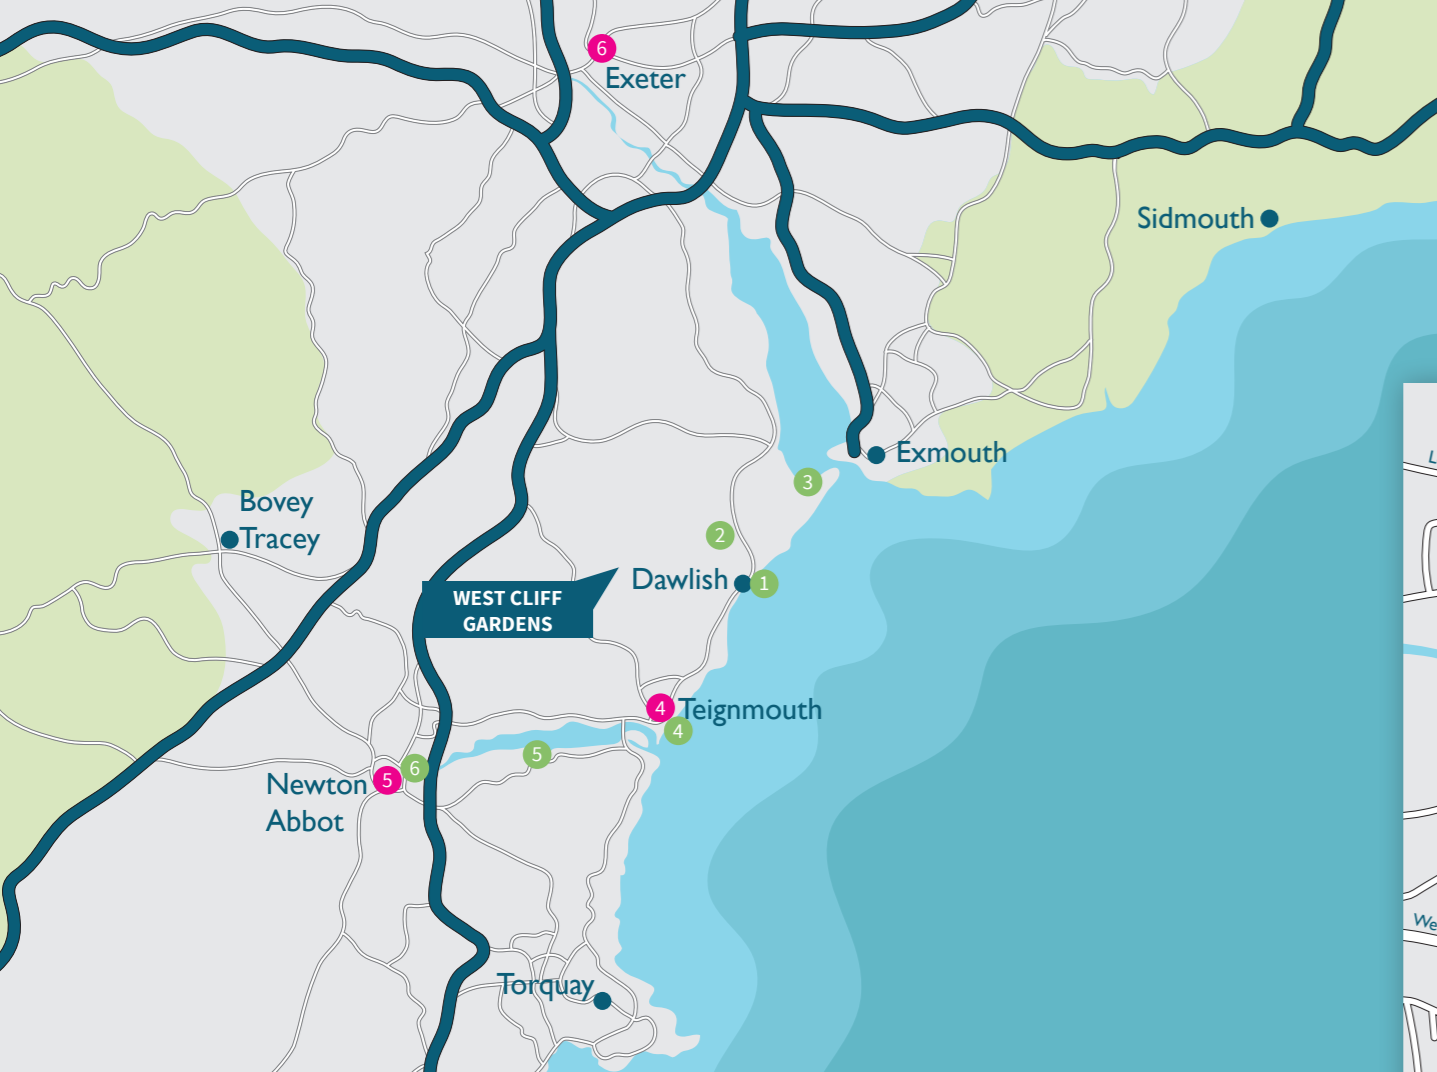 6
Exeter
Sidmouth
Exmouth
3
Bovey
Tracey
2
Dawlish
1
WEST CLIFF
GARDENS
4
Teignmouth
4
5
6
5
Newton
Abbot
Torquay
L
We